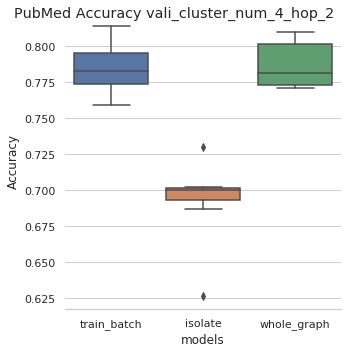 PubMed Accuracy vali_cluster_num_4_hop_2
0.800
0.775
0.750
0.725
0.700
0.675
0.650
0.625
Accuracy
train_batch isolate whole_graph
models